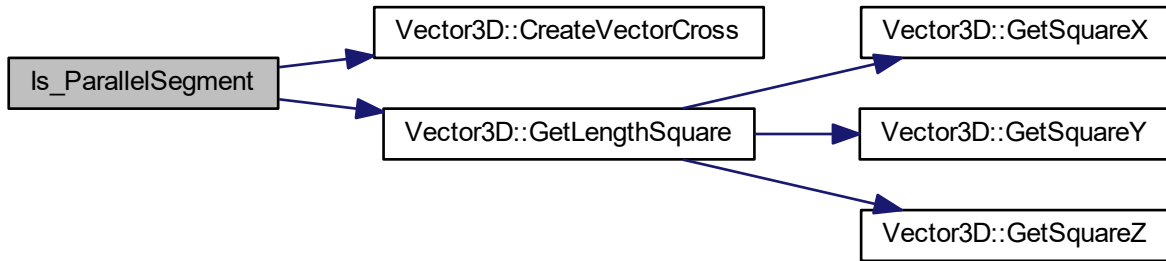 Is_ParallelSegment
Vector3D::CreateVectorCross
Vector3D::GetLengthSquare
Vector3D::GetSquareX
Vector3D::GetSquareY
Vector3D::GetSquareZ